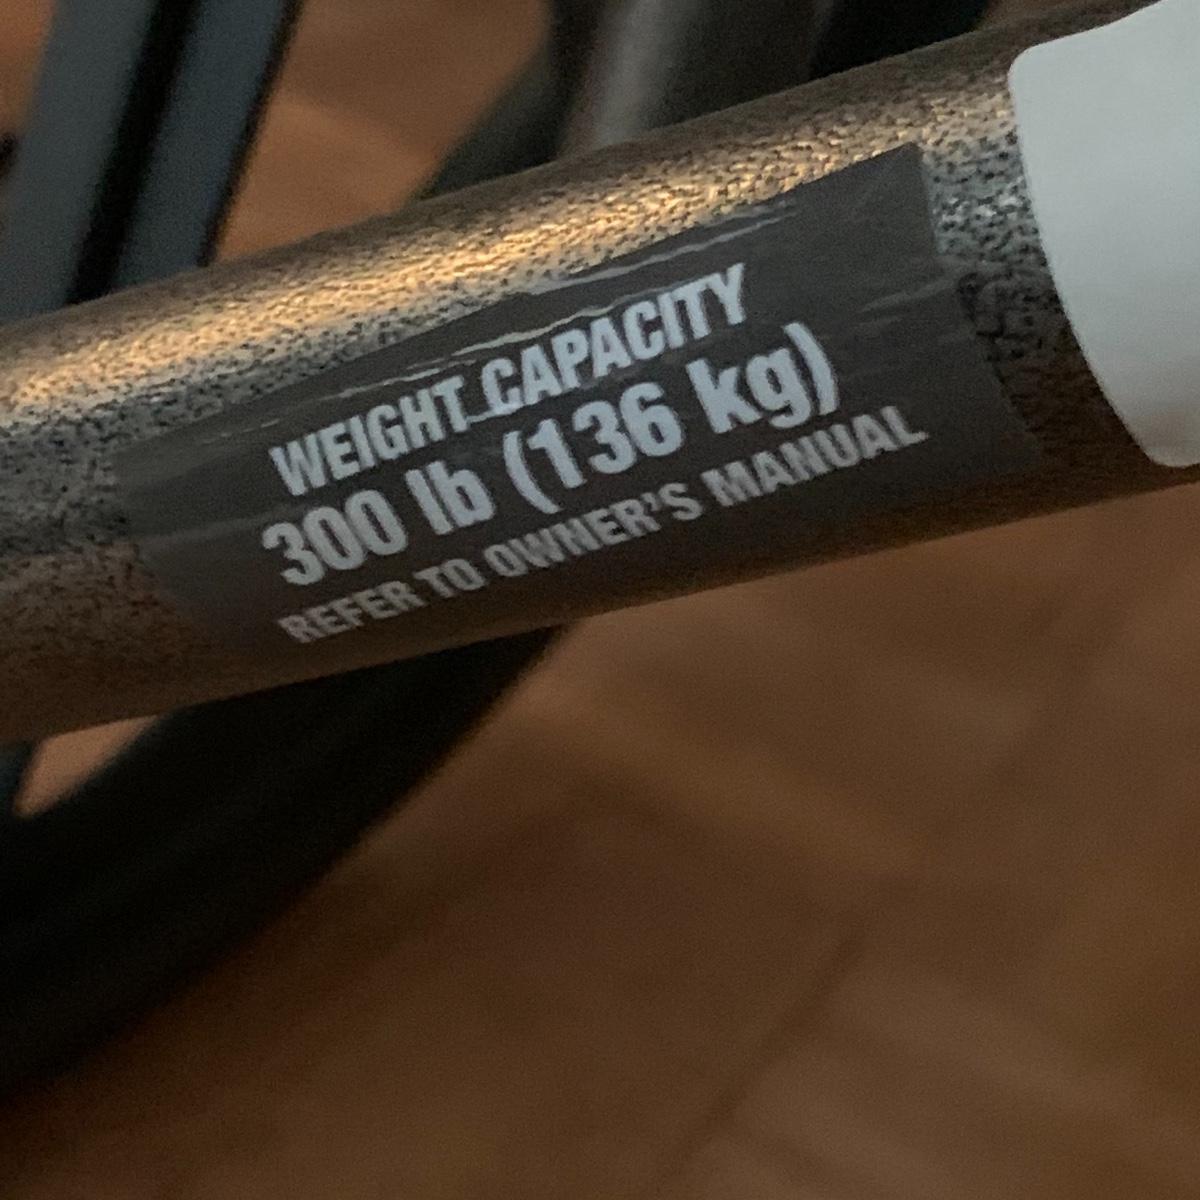 WEIGHT CAPACITY
300 lb (136 kg)
REFER TO OWNER'S MANUAL